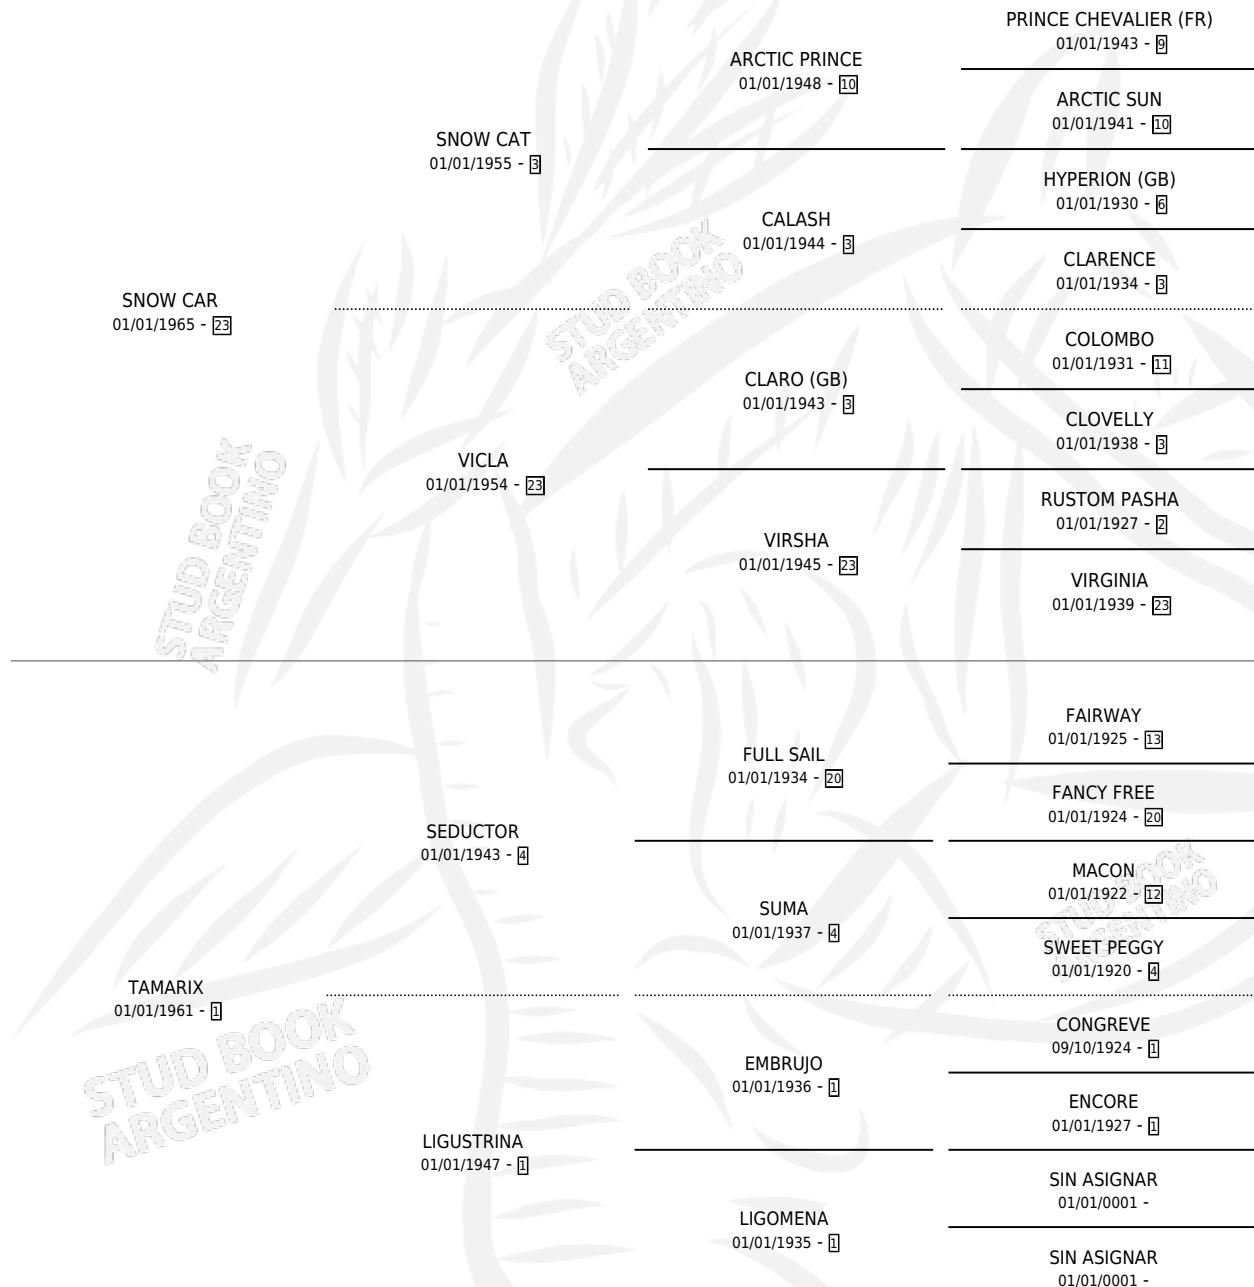 PRINCE CHEVALIER (FR)
01/01/1943 - 9
ARCTIC PRINCE
01/01/1948 - 10
ARCTIC SUN
01/01/1941 - 10
SNOW CAT
01/01/1955 - 3
HYPERION (GB)
01/01/1930 - 6
CALASH
01/01/1944 - 3
CLARENCE
01/01/1934 - 3
SNOW CAR
01/01/1965 - 23
COLOMBO
01/01/1931 - 11
CLARO (GB)
01/01/1943 - 3
CLOVELLY
01/01/1938 - 3
VICLA
01/01/1954 - 23
RUSTOM PASHA
01/01/1927 - 2
VIRSHA
01/01/1945 - 23
VIRGINIA
01/01/1939 - 23
FAIRWAY
01/01/1925 - 13
FULL SAIL
01/01/1934 - 20
FANCY FREE
01/01/1924 - 20
SEDUCTOR
01/01/1943 - 4
MACON
01/01/1922 - 12
SUMA
01/01/1937 - 4
SWEET PEGGY
01/01/1920 - 4
TAMARIX
01/01/1961 - 1
CONGREVE
09/10/1924 - 1
EMBRUJO
01/01/1936 - 1
ENCORE
01/01/1927 - 1
LIGUSTRINA
01/01/1947 - 1
SIN ASIGNAR
01/01/0001 -
LIGOMENA
01/01/1935 - 1
SIN ASIGNAR
01/01/0001 -
STUD BOOK
ARGENTINO
STUD BOOK
ARGENTINO
STUD BOOK
ARGENTINO
STUD BOOK
ARGENTINO